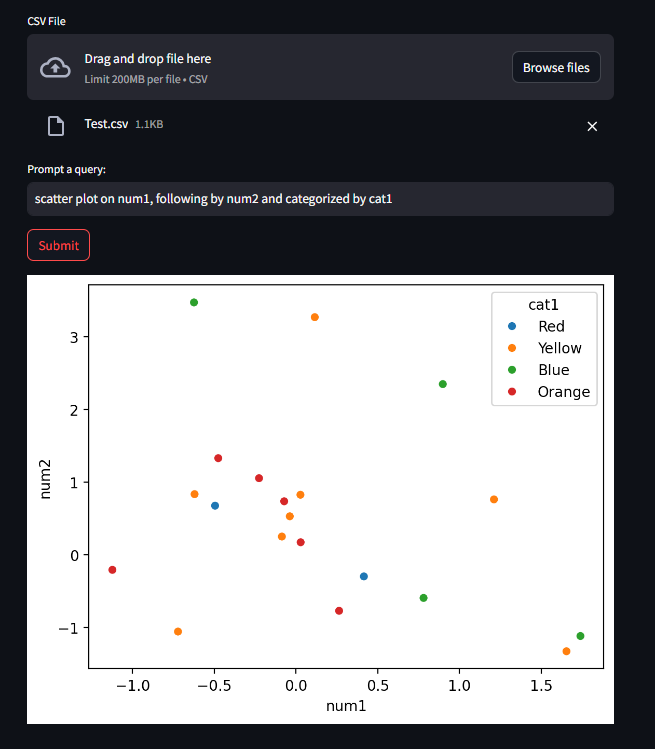 CSV File
Drag and drop file here
Limit 200MB per file • CSV
Browse files
Test.csv 1.1KB
Prompt a query:
scatter plot on num1, following by num2 and categorized by cat1
Submit
cat1
Red
Yellow
Blue
Orange
3
2
1
0
−1
num2
−1.0 −0.5 0.0 0.5 1.0 1.5
num1